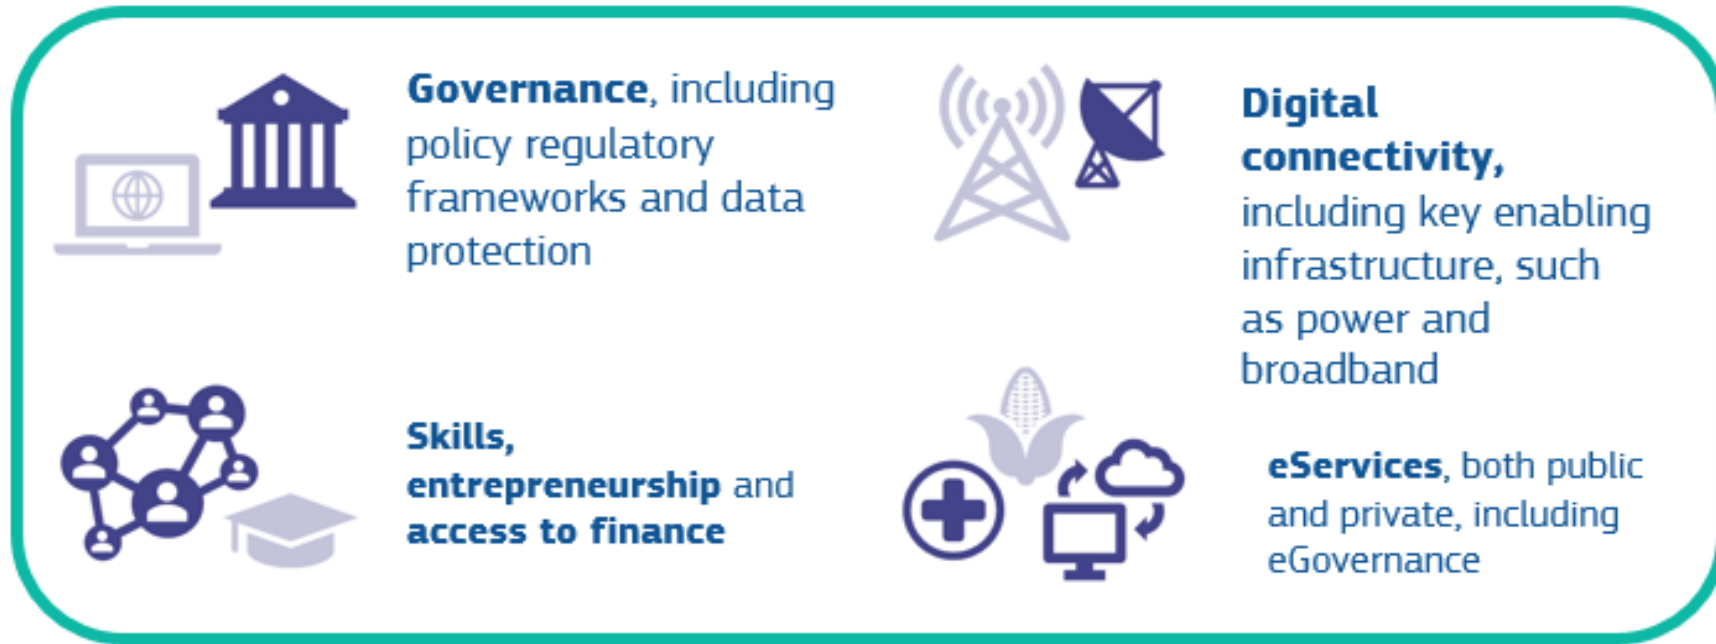 Governance, including
policy regulatory
frameworks and data
protection
Digital
connectivity,
including key enabling
infrastructure, such
as power and
broadband
Skills,
entrepreneurship and
access to finance
eServices, both public
and private, including
eGovernance